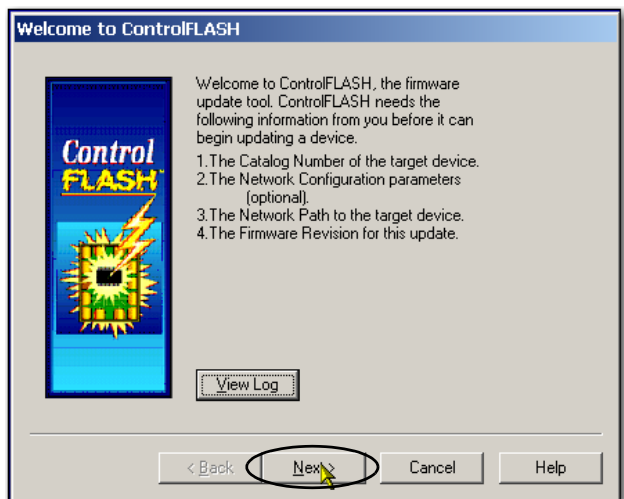 Welcome to ControlFLASH
Welcome to ControlFLASH, the firmware
update tool. ControlFLASH needs the
following information from you before it can
begin updating a device.
1.The Catalog Number of the target device.
2.The Network Configuration parameters
(optional).
3.The Network Path to the target device.
4.The Firmware Revision for this update.
Control
FLASH
View Log
< Back
Next >
Cancel
Help